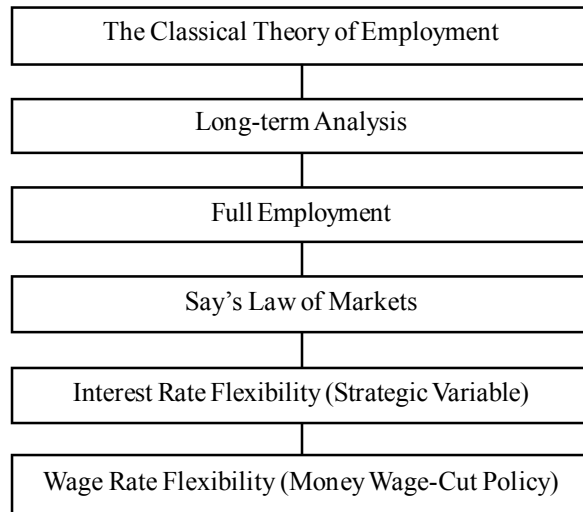 The Classical Theory of Employment
Long-term Analysis
Full Employment
Say’s Law of Markets
Interest Rate Flexibility (Strategic Variable)
Wage Rate Flexibility (Money Wage-Cut Policy)